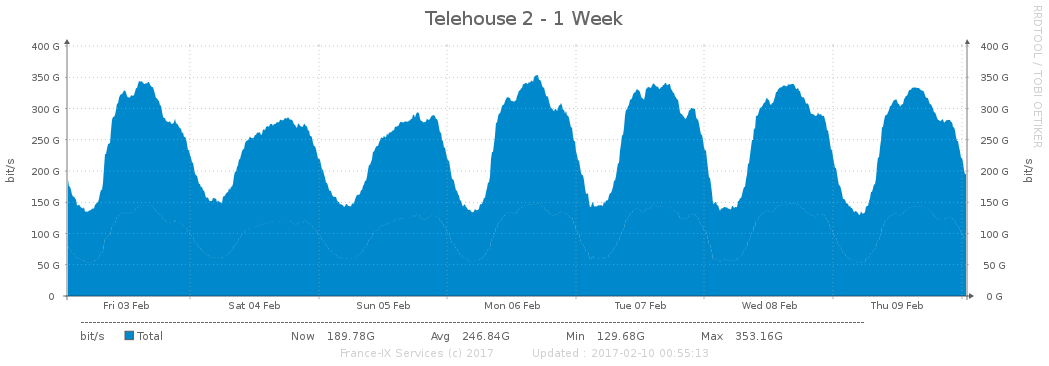 Telehouse 2 - 1 Week
RRDTOOL / TOBI OETIKER
400 G 400 G
350 G 350 G
300 G 300 G
250 G 250 G
200 G 200 G
150 G 150 G
100 G 100 G
50 G 50 G
0 0 G
bit/s bit/s
Fri 03 Feb Sat 04 Feb Sun 05 Feb Mon 06 Feb Tue 07 Feb Wed 08 Feb Thu 09 Feb
bit/s Total Now 189.78G Avg 246.84G Min 129.68G Max 353.16G
France-IX Services (c) 2017 Updated : 2017-02-10 00:55:13